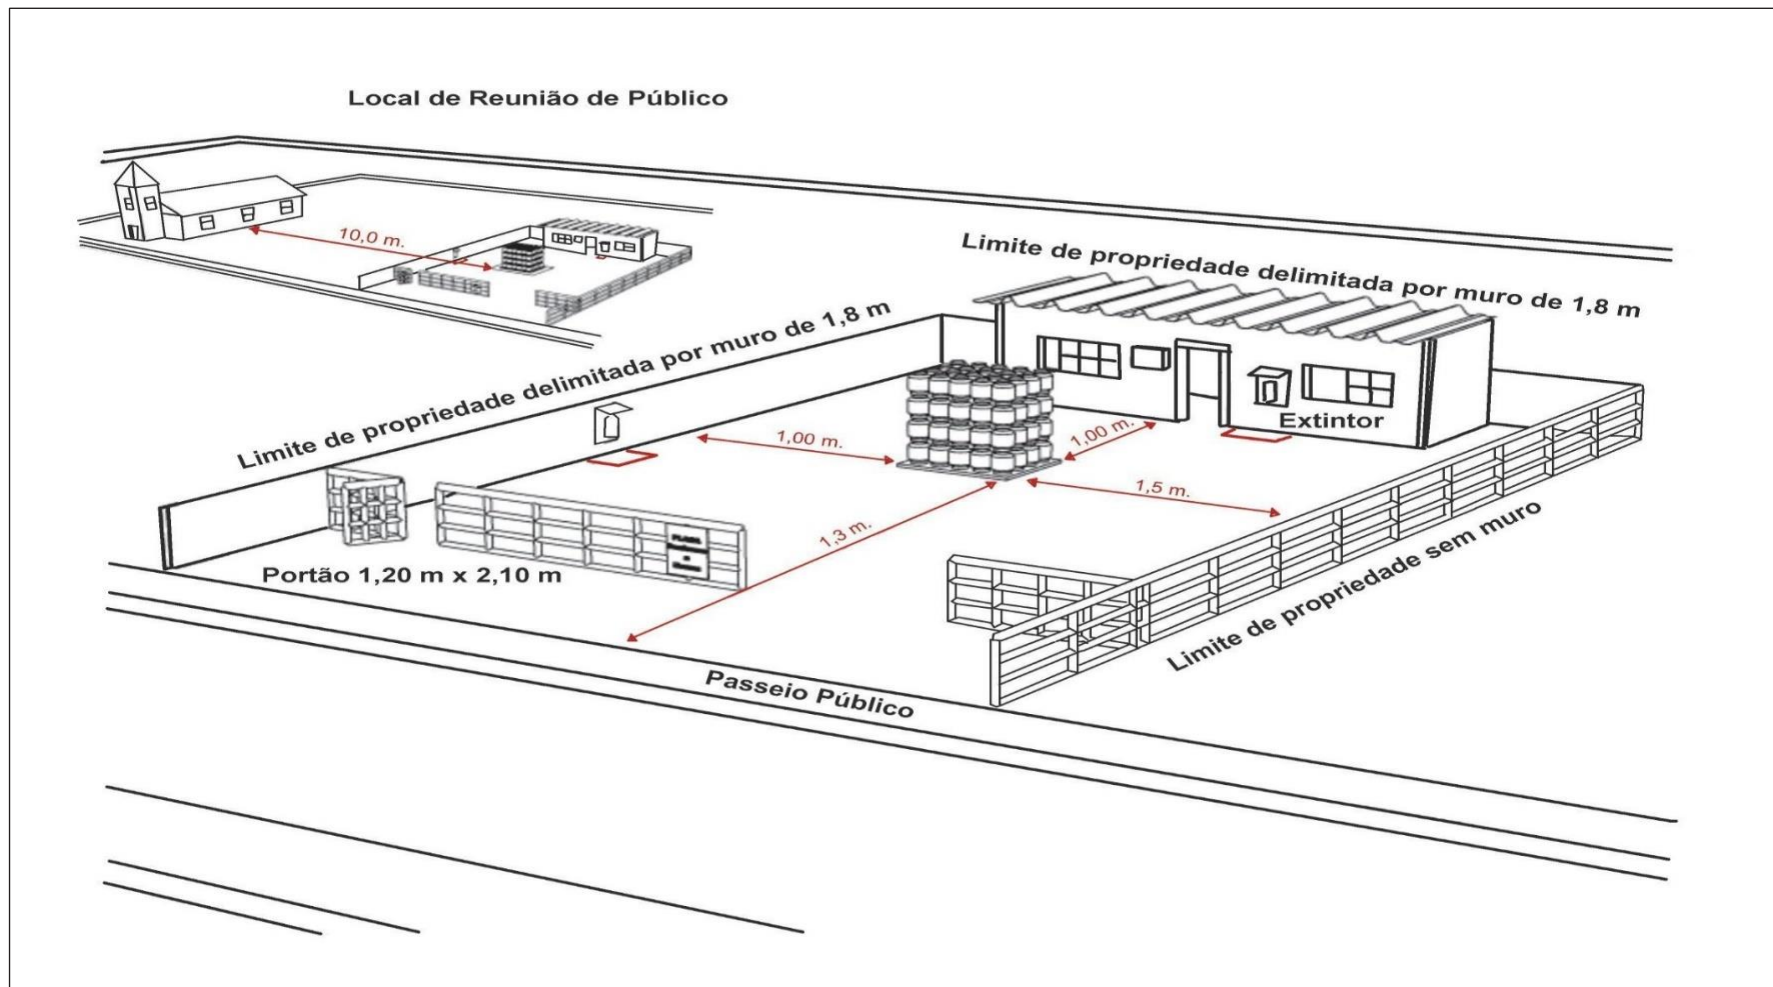 Local de Reunião de Público
10,0 m.
Limite de propriedade delimitada por muro de 1,8 m
Limite de propriedade delimitada por muro de 1,8 m
Extintor
1,00 m.
1,00 m.
1,5 m.
1,3 m.
PLACA
Portão 1,20 m x 2,10 m
Limite de propriedade sem muro
Passeio Público